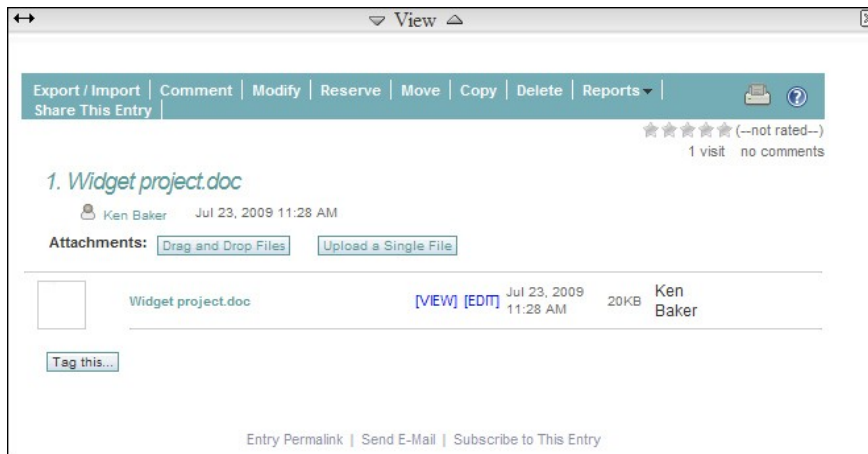 View
Export / Import | Comment | Modify | Reserve | Move | Copy | Delete | Reports |
Share This Entry |
(--not rated--)
1 visit no comments
1. Widget project.doc
Ken Baker Jul 23, 2009 11:28 AM
Attachments: Drag and Drop Files Upload a Single File
Widget project.doc [VIEW] [EDIT] Jul 23, 2009 11:28 AM 20KB Ken Baker
Tag this...
Entry Permalink | Send E-Mail | Subscribe to This Entry